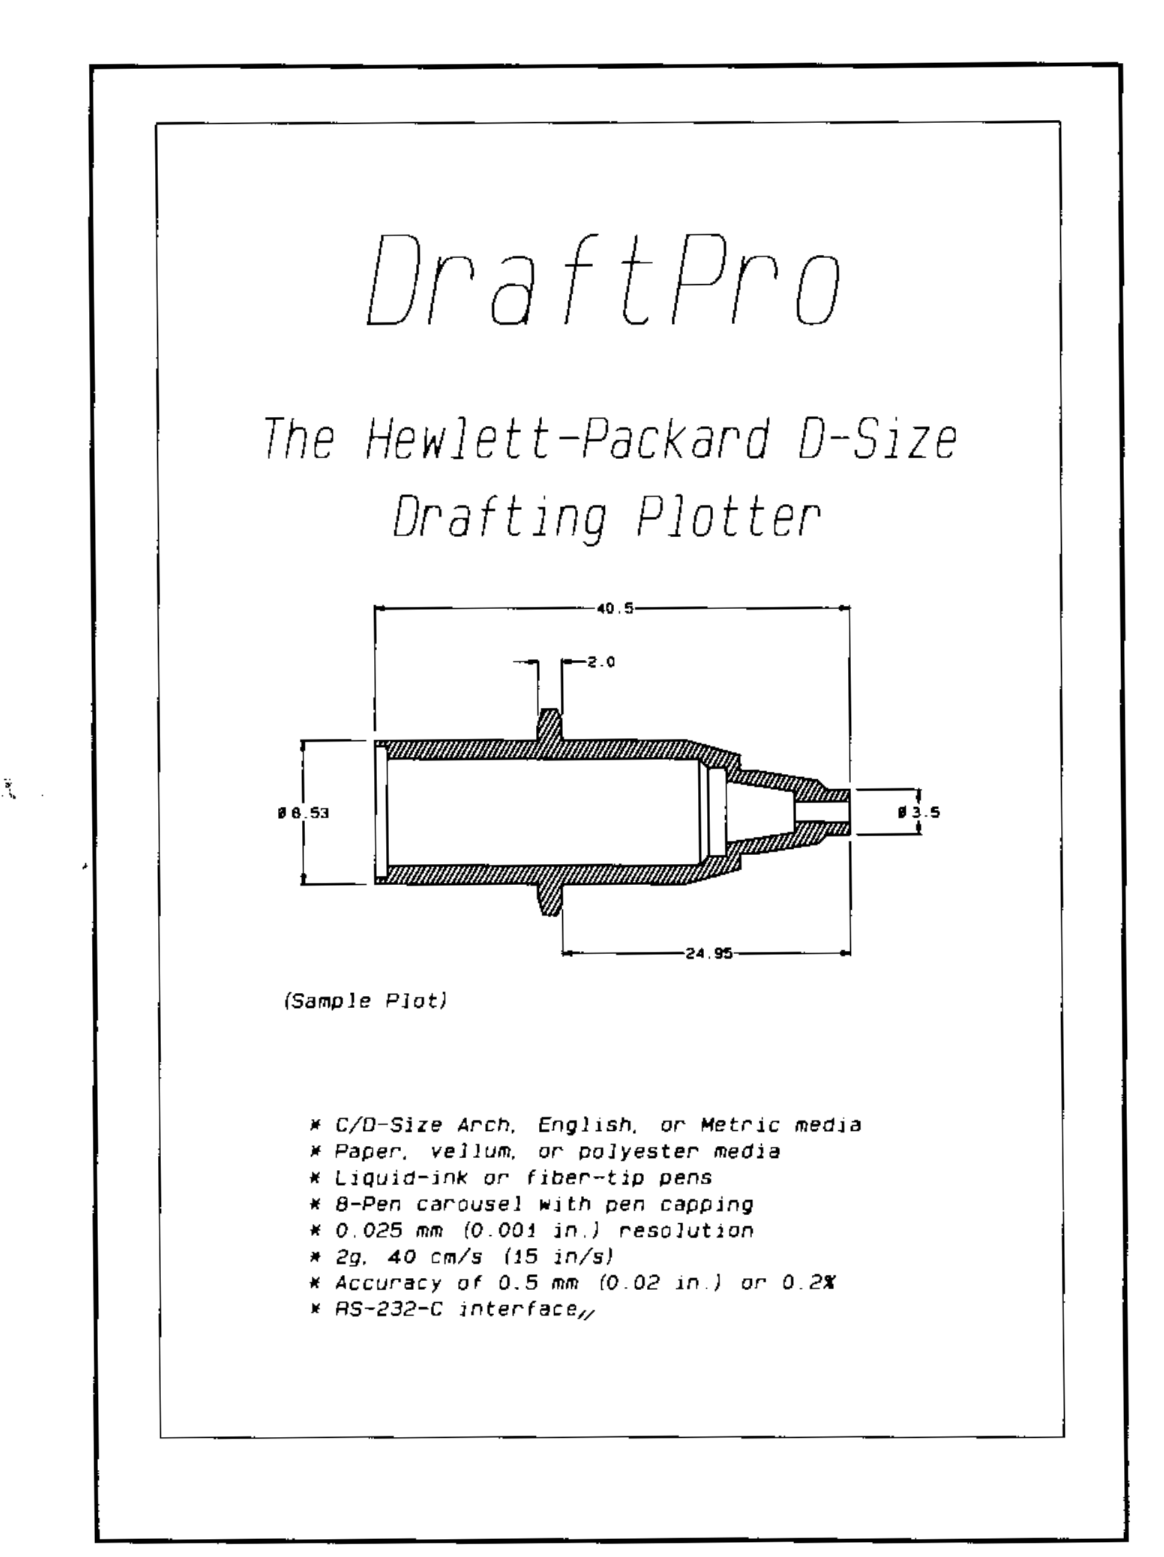 DraftPro
The Hewlett-Packard D-Size
Drafting Plotter
40.5
2.0
Ø 8.53
Ø 3.5
24.95
(Sample Plot)
* C/D-Size Arch, English, or Metric media
* Paper, vellum, or polyester media
* Liquid-ink or fiber-tip pens
* 8-Pen carousel with pen capping
* 0.025 mm (0.001 in.) resolution
* 2g, 40 cm/s (15 in/s)
* Accuracy of 0.5 mm (0.02 in.) or 0.2%
* RS-232-C interface